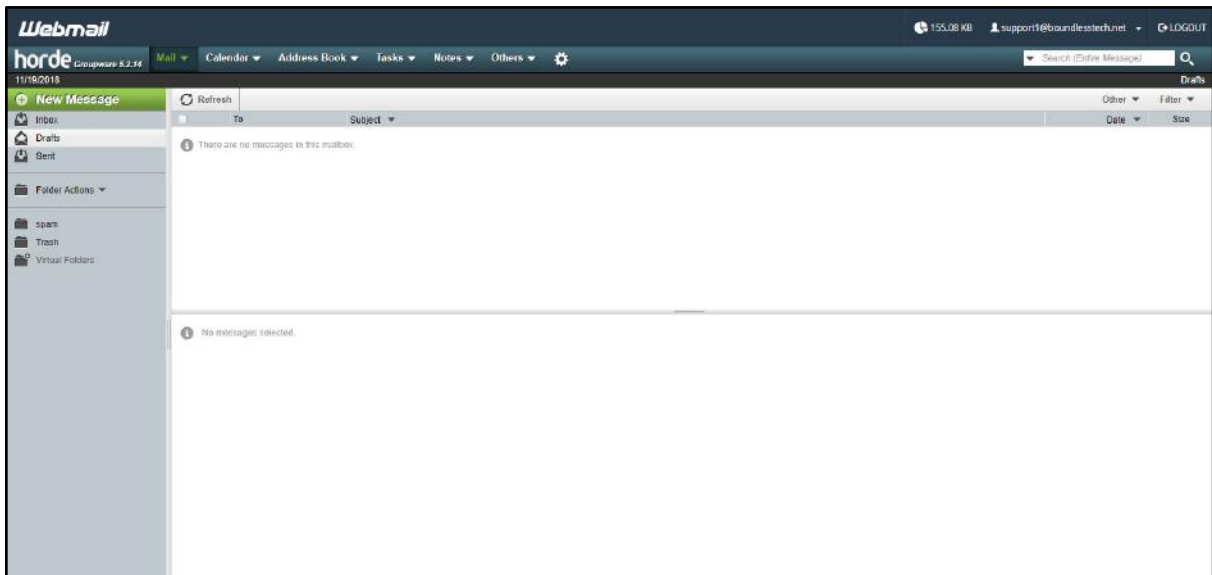 Webmail 155.08 KB support1@boundlesstech.net LOGOUT
horde Groupware 5.2.14 Mail Calendar Address Book Tasks Notes Others Search (Entire Message)
11/19/2018 Drafts
New Message Refresh Other Filter
Inbox To Subject Date Size
Drafts There are no messages in this mailbox.
Sent
Folder Actions
spam
Trash
Virtual Folders
No messages selected.